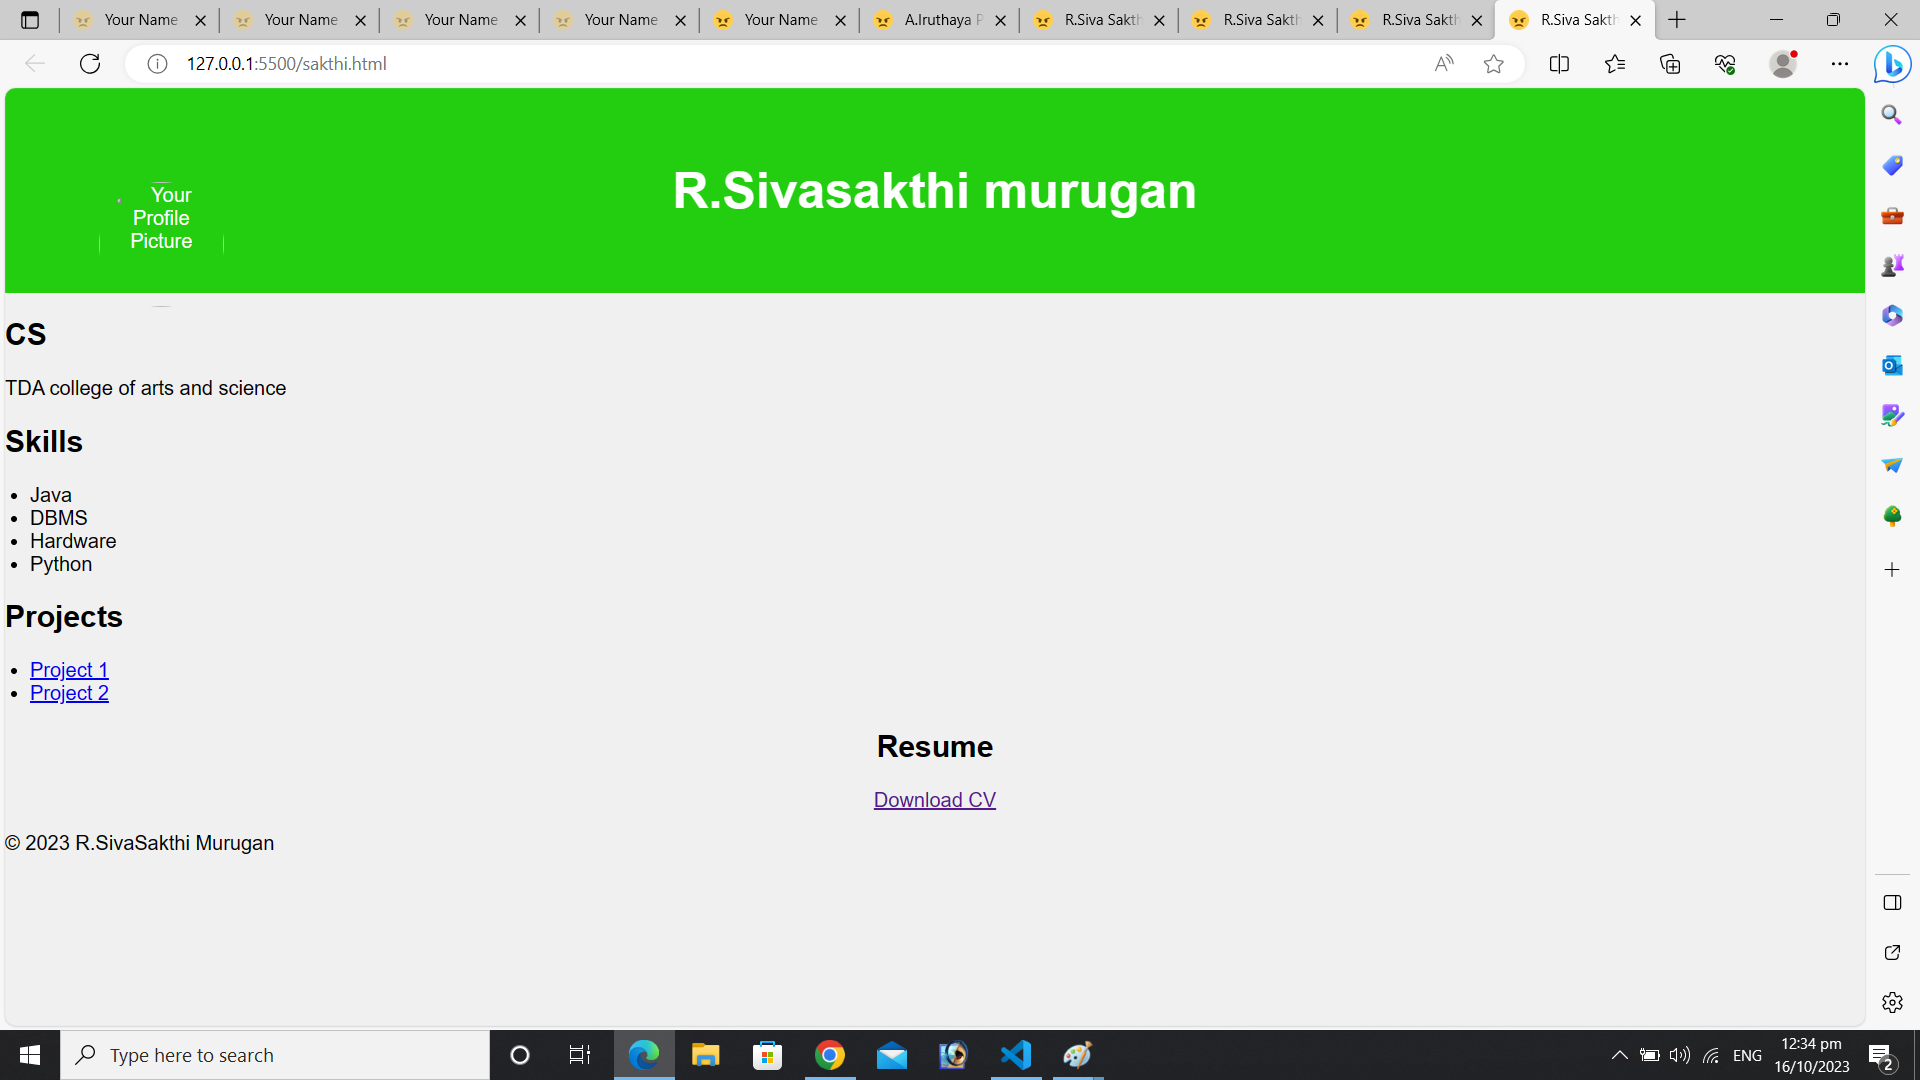 Your Name
Your Name
Your Name
Your Name
Your Name
A.Iruthaya P
R.Siva Sakth
R.Siva Sakth
R.Siva Sakth
R.Siva Sakth
127.0.0.1:5500/sakthi.html
R.Sivasakthi murugan
Your
Profile
Picture
CS
TDA college of arts and science
Skills
• Java
• DBMS
• Hardware
• Python
Projects
• Project 1
• Project 2
Resume
Download CV
© 2023 R.SivaSakthi Murugan
Type here to search
ENG
12:34 pm
16/10/2023
2